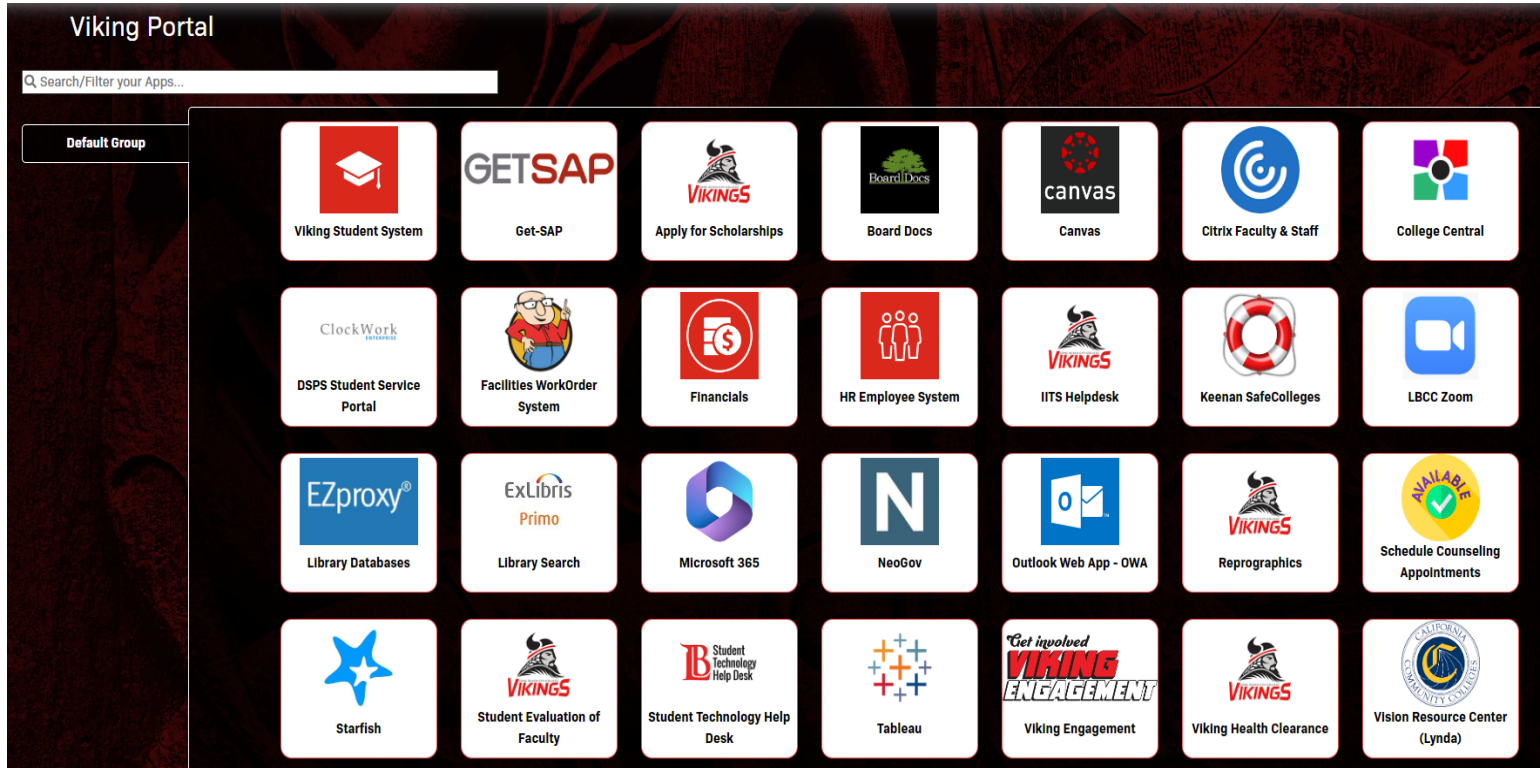 Viking Portal
Search/Filter your Apps...
Default Group
GETSAP
VIKINGS
BoardDocs
canvas
Viking Student System
Get-SAP
Apply for Scholarships
Board Docs
Canvas
Citrix Faculty & Staff
College Central
ClockWork
ENTERPRISE
VIKINGS
DSPS Student Service
Portal
Facilities WorkOrder
System
Financials
HR Employee System
IITS Helpdesk
Keenan SafeColleges
LBCC Zoom
EZproxy®
ExLibris
Primo
N
O
VIKINGS
AVAILABLE
Library Databases
Library Search
Microsoft 365
NeoGov
Outlook Web App - OWA
Reprographics
Schedule Counseling
Appointments
VIKINGS
LB Student
Technology
Help Desk
Get involved
VIKING
ENGAGEMENT
VIKINGS
CALIFORNIA
COMMUNITY COLLEGES
C
Starfish
Student Evaluation of
Faculty
Student Technology Help
Desk
Tableau
Viking Engagement
Viking Health Clearance
Vision Resource Center
(Lynda)